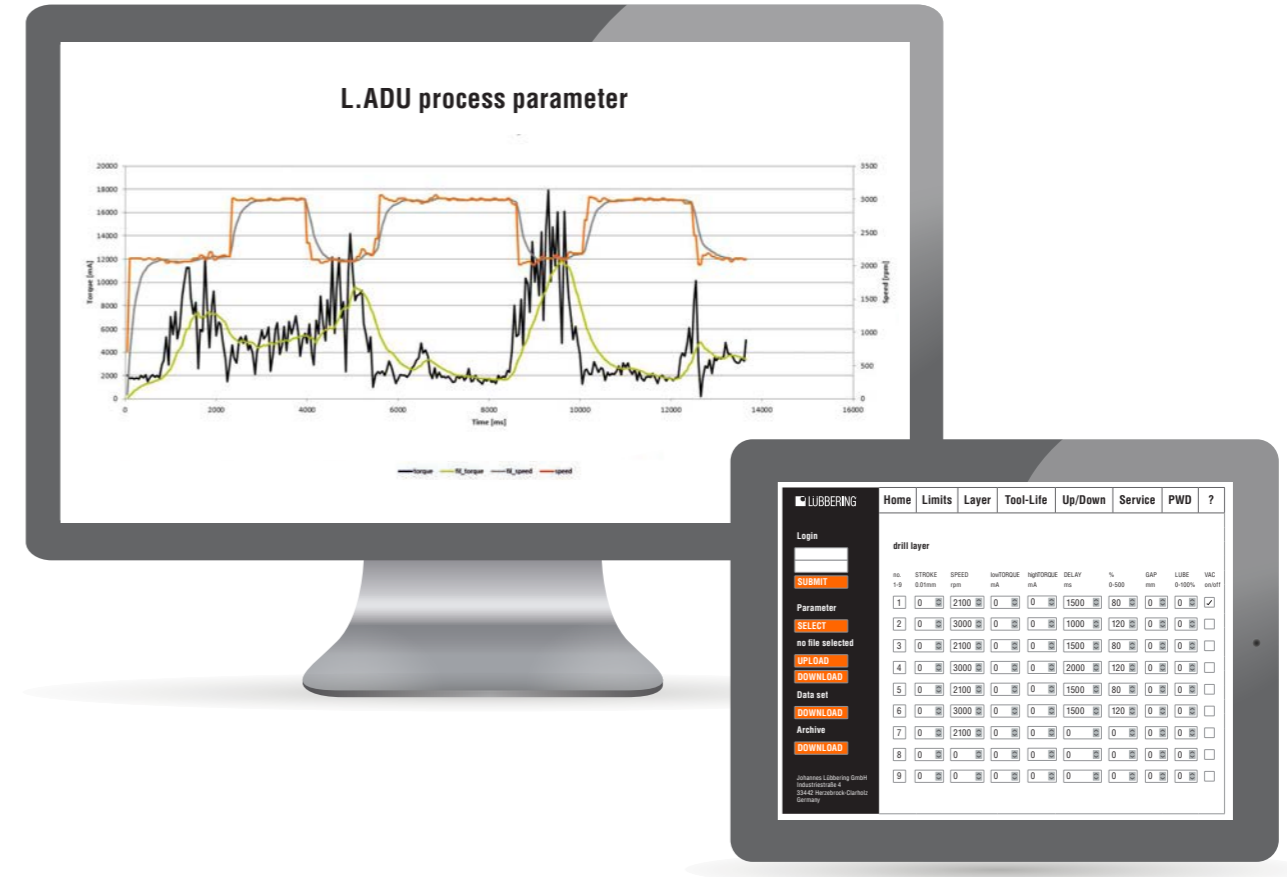 L.ADU process parameter
20000
18000
16000
14000
12000
10000
8000
6000
4000
2000
0
Torque [mA]
3500
3000
2500
2000
1500
1000
500
0
Speed [rpm]
0 2000 4000 6000 8000 10000 12000 14000 16000
Time [ms]
torque fil_torque fil_speed speed
LÜBBERING
Home Limits Layer Tool-Life Up/Down Service PWD ?
Login
SUBMIT
Parameter
SELECT
no file selected
UPLOAD
DOWNLOAD
Data set
DOWNLOAD
Archive
DOWNLOAD
Johannes Lübbering GmbH
Industriestraße 4
33442 Herzebrock-Clarholz
Germany
drill layer
no. STROKE SPEED lowTORQUE highTORQUE DELAY % GAP LUBE VAC
1-9 0.01mm rpm mA mA ms 0-500 mm 0-100% on/off
1 0 2100 0 0 1500 80 0 0
2 0 3000 0 0 1000 120 0 0
3 0 2100 0 0 1500 80 0 0
4 0 3000 0 0 2000 120 0 0
5 0 2100 0 0 1500 80 0 0
6 0 3000 0 0 1500 120 0 0
7 0 2100 0 0 0 0 0 0
8 0 0 0 0 0 0 0 0
9 0 0 0 0 0 0 0 0